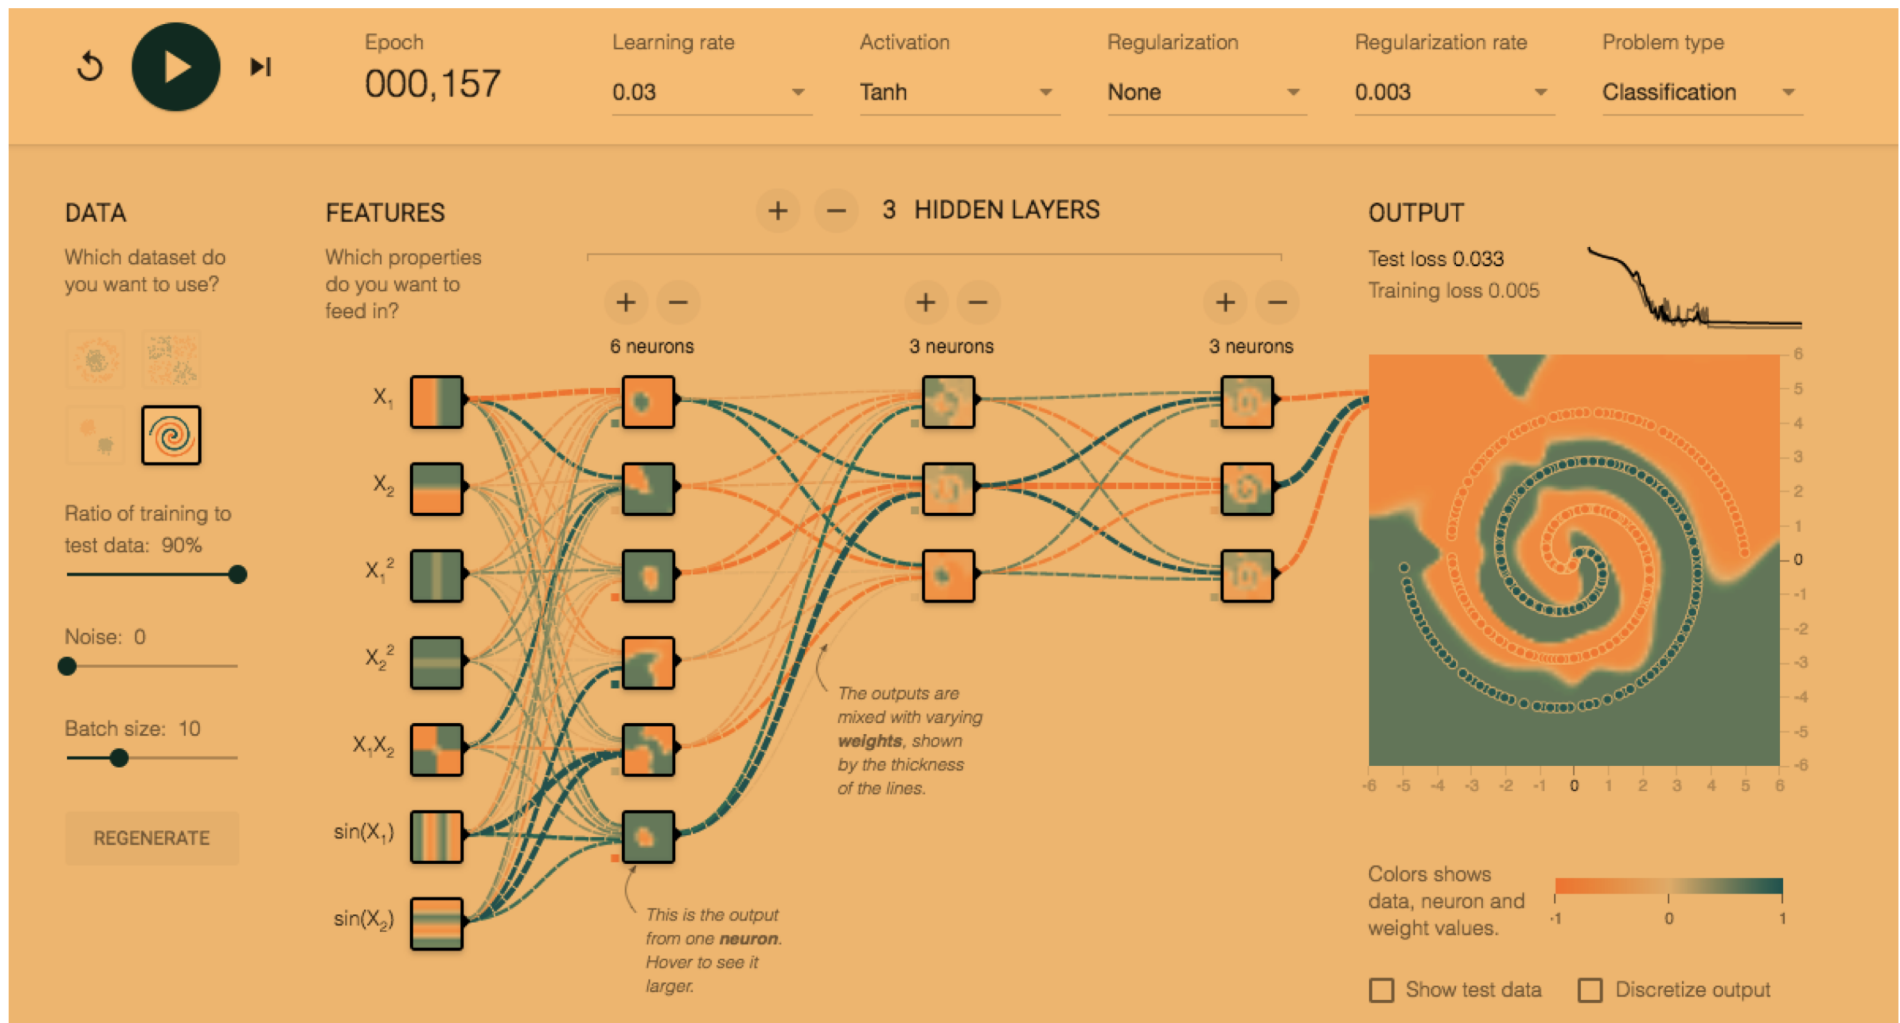 Epoch
000,157
Learning rate
0.03
Activation
Tanh
Regularization
None
Regularization rate
0.003
Problem type
Classification
DATA
Which dataset do
you want to use?
Ratio of training to
test data: 90%
Noise: 0
Batch size: 10
REGENERATE
FEATURES
Which properties
do you want to
feed in?
X₁
X₂
X₁²
X₂²
X₁X₂
sin(X₁)
sin(X₂)
+ − 3 HIDDEN LAYERS
+ −
6 neurons
+ −
3 neurons
+ −
3 neurons
The outputs are
mixed with varying
weights, shown
by the thickness
of the lines.
This is the output
from one neuron.
Hover to see it
larger.
OUTPUT
Test loss 0.033
Training loss 0.005
6
5
4
3
2
1
0
-1
-2
-3
-4
-5
-6
-6 -5 -4 -3 -2 -1 0 1 2 3 4 5 6
Colors shows
data, neuron and
weight values.
-1 0 1
Show test data
Discretize output